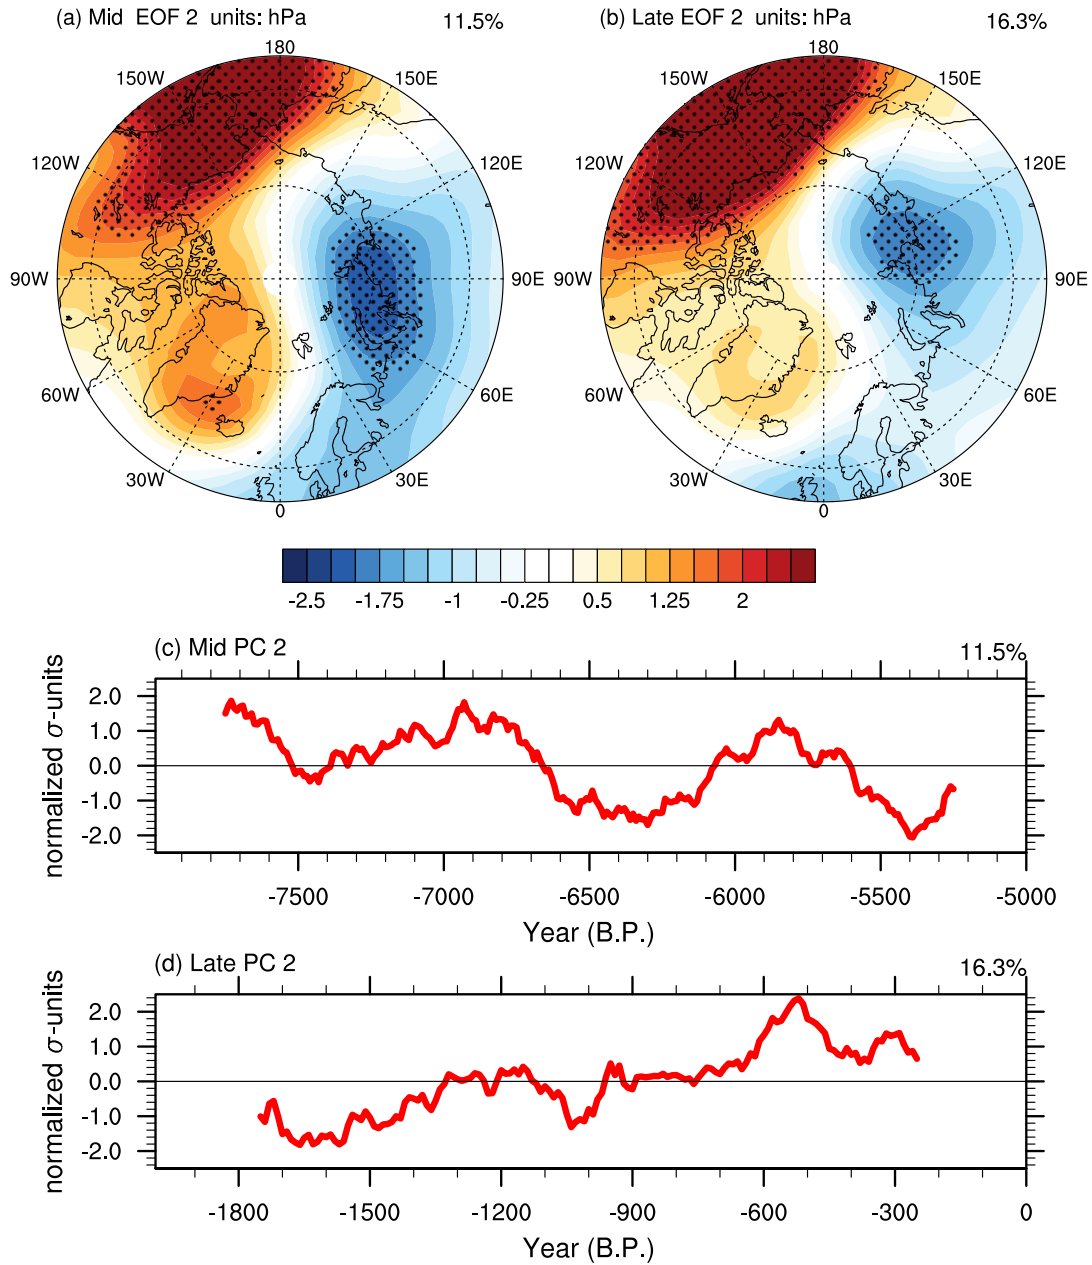 (a) Mid EOF 2 units: hPa 11.5%
(b) Late EOF 2 units: hPa 16.3%
180
150W 150E
120W 120E
90W 90E
60W 60E
30W 30E
0
180
150W 150E
120W 120E
90W 90E
60W 60E
30W 30E
0
-2.5 -1.75 -1 -0.25 0.5 1.25 2
(c) Mid PC 2 11.5%
normalized σ-units
2.0
1.0
0.0
-1.0
-2.0
-7500 -7000 -6500 -6000 -5500 -5000
Year (B.P.)
(d) Late PC 2 16.3%
normalized σ-units
2.0
1.0
0.0
-1.0
-2.0
-1800 -1500 -1200 -900 -600 -300 0
Year (B.P.)